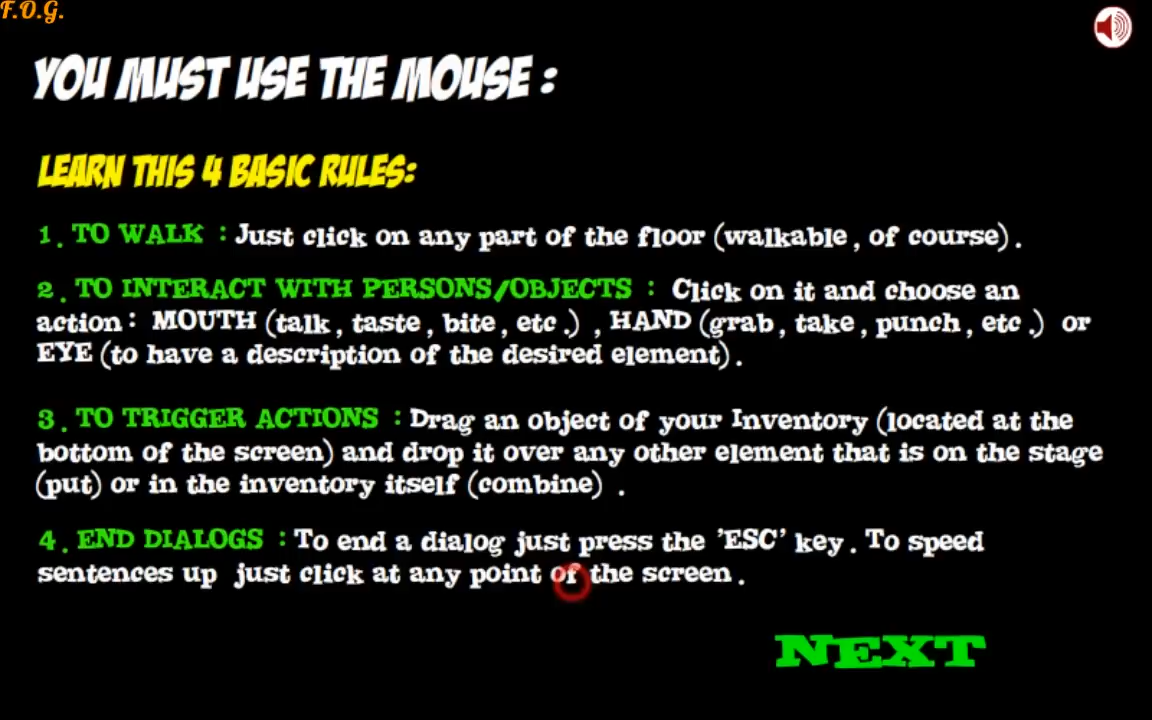 F.O.G.
YOU MUST USE THE MOUSE :
LEARN THIS 4 BASIC RULES:
1. TO WALK : Just click on any part of the floor (walkable, of course).
2. TO INTERACT WITH PERSONS/OBJECTS : Click on it and choose an
action: MOUTH (talk, taste, bite, etc.), HAND (grab, take, punch, etc.) or
EYE (to have a description of the desired element).
3. TO TRIGGER ACTIONS : Drag an object of your Inventory (located at the
bottom of the screen) and drop it over any other element that is on the stage
(put) or in the inventory itself (combine) .
4. END DIALOGS : To end a dialog just press the 'ESC' key. To speed
sentences up just click at any point of the screen.
NEXT